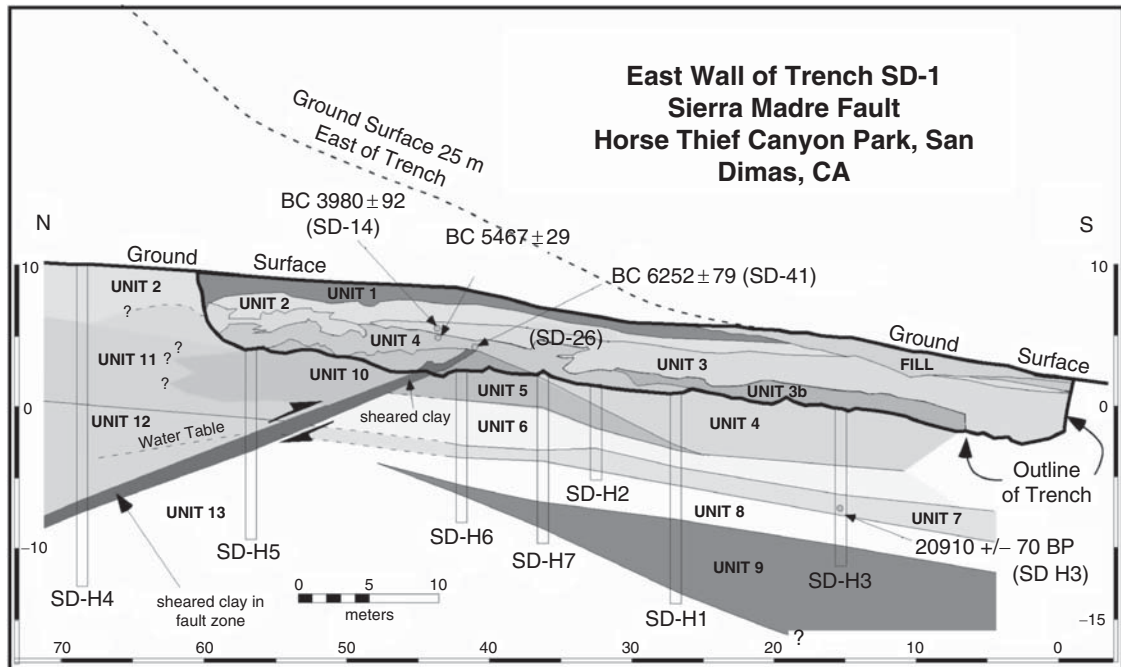 East Wall of Trench SD-1
Sierra Madre Fault
Horse Thief Canyon Park, San
Dimas, CA
Ground Surface 25 m
East of Trench
BC 3980±92
(SD-14)
BC 5467±29
BC 6252±79 (SD-41)
(SD-26)
N
S
10
0
−10
10
0
−15
Ground Surface
Ground Surface
UNIT 1
UNIT 2
UNIT 2
?
UNIT 4
UNIT 3
FILL
UNIT 11
?
?
?
UNIT 10
UNIT 5
UNIT 3b
sheared clay
UNIT 12
Water Table
UNIT 6
UNIT 4
Outline
of Trench
SD-H2
UNIT 13
UNIT 8
UNIT 7
SD-H5
SD-H6
SD-H7
20910 +/− 70 BP
(SD H3)
UNIT 9
SD-H3
SD-H4
sheared clay in
fault zone
0 5 10
meters
SD-H1
?
70 60 50 40 30 20 10 0